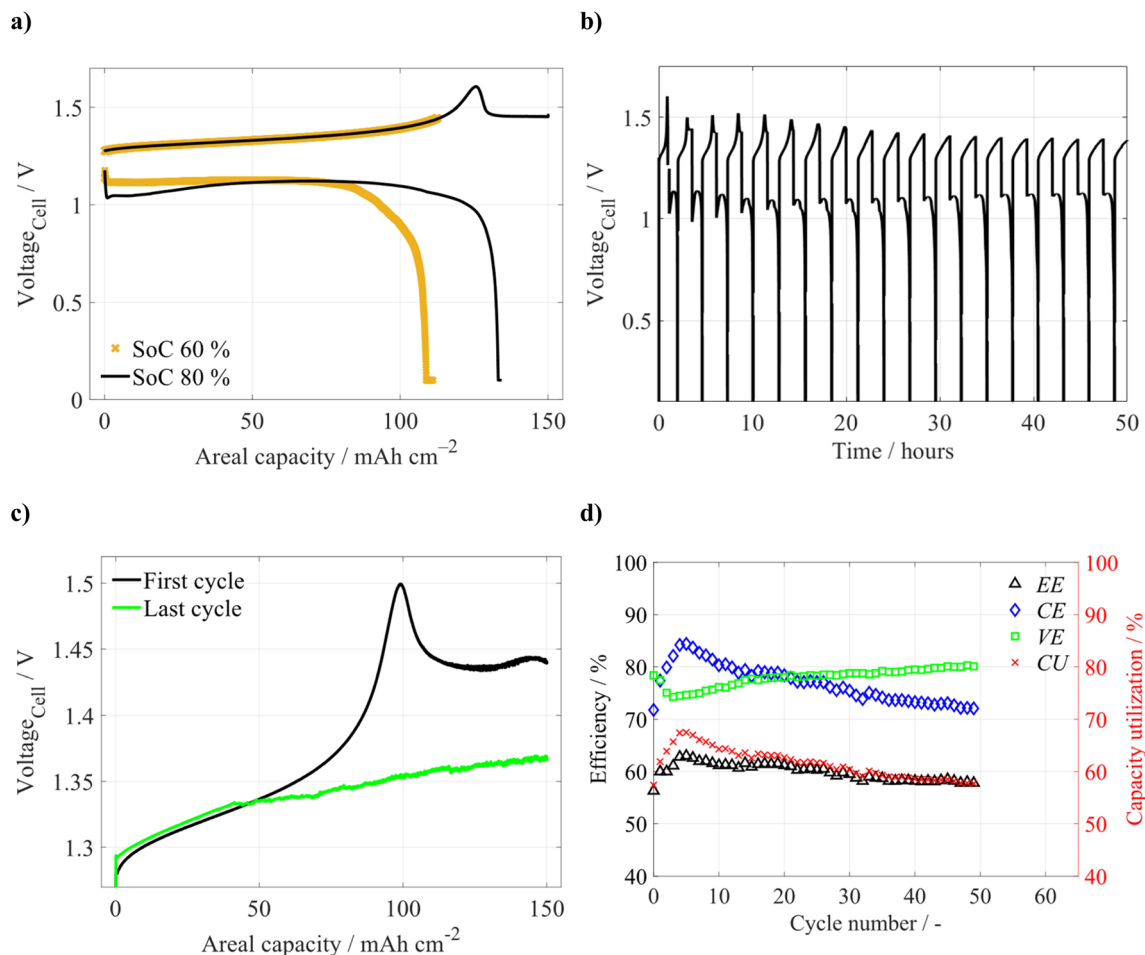 a)
1.5
1
0.5
0
Voltage_Cell / V
SoC 60 %
SoC 80 %
0
50
100
150
Areal capacity / mAh cm⁻²
b)
1.5
1
0.5
Voltage_Cell / V
0
10
20
30
40
50
Time / hours
c)
1.5
1.45
1.4
1.35
1.3
Voltage_Cell / V
First cycle
Last cycle
0
50
100
150
Areal capacity / mAh cm⁻²
d)
100
90
80
70
60
50
40
Efficiency / %
EE
CE
VE
CU
100
90
80
70
60
50
40
Capacity utilization / %
0
10
20
30
40
50
60
Cycle number / -